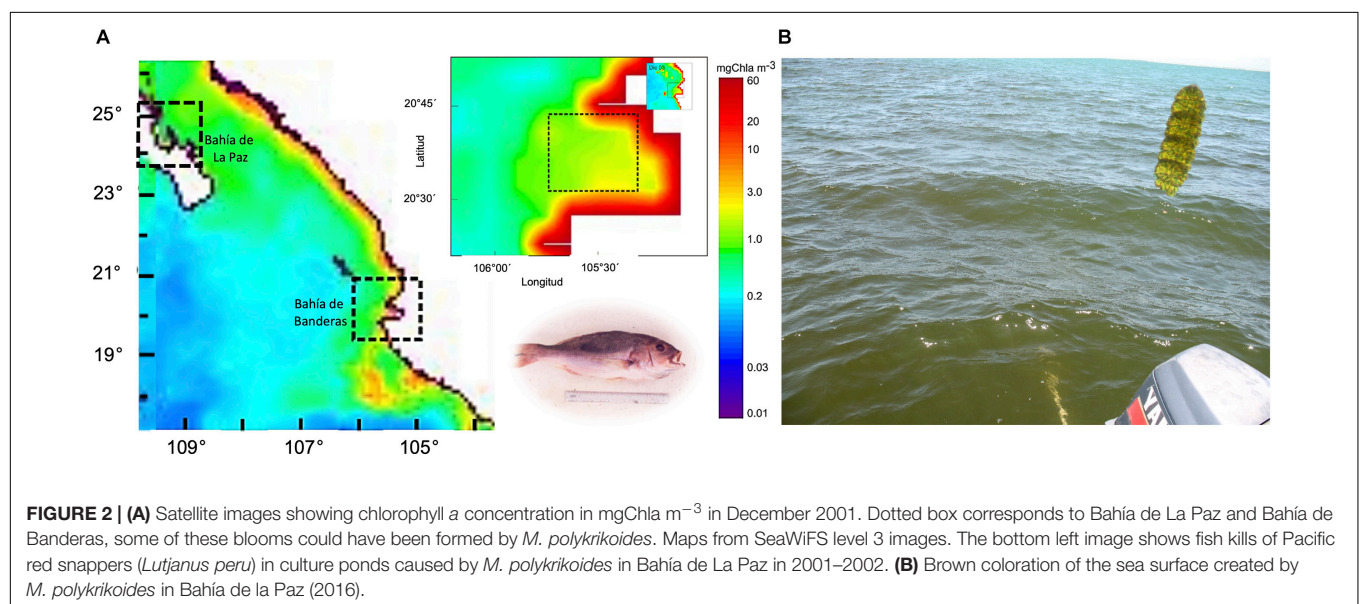 A
B
mgChla m-3
60
20
10
3.0
1.0
0.2
0.03
0.01
25°
23°
21°
19°
109°
107°
105°
Bahía de
La Paz
Bahía de
Banderas
20°45'
20°30'
Latitud
106°00'
105°30'
Longitud
YA
FIGURE 2 | (A) Satellite images showing chlorophyll a concentration in mgChla m−3 in December 2001. Dotted box corresponds to Bahía de La Paz and Bahía de
Banderas, some of these blooms could have been formed by M. polykrikoides. Maps from SeaWiFS level 3 images. The bottom left image shows fish kills of Pacific
red snappers (Lutjanus peru) in culture ponds caused by M. polykrikoides in Bahía de La Paz in 2001–2002. (B) Brown coloration of the sea surface created by
M. polykrikoides in Bahía de la Paz (2016).